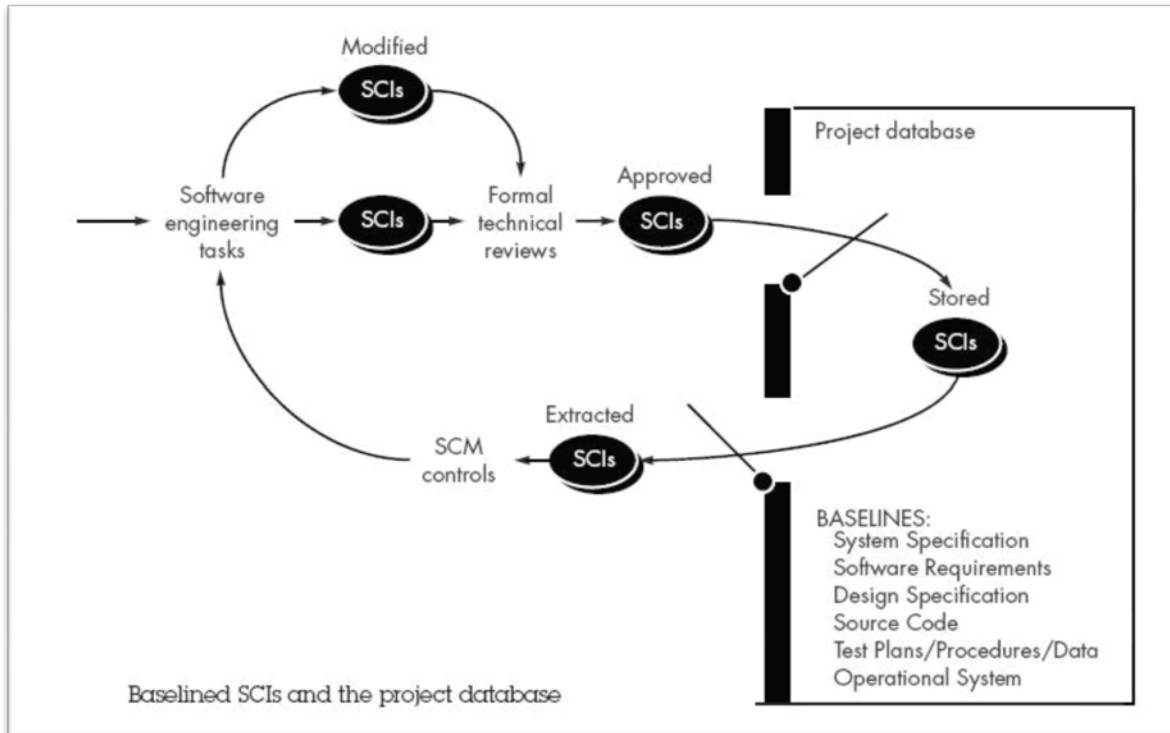 Modified
SCIs
Project database
Software
engineering
tasks
SCIs
Formal
technical
reviews
Approved
SCIs
Stored
SCIs
Extracted
SCIs
SCM
controls
BASELINES:
System Specification
Software Requirements
Design Specification
Source Code
Test Plans/Procedures/Data
Operational System
Baselined SCIs and the project database